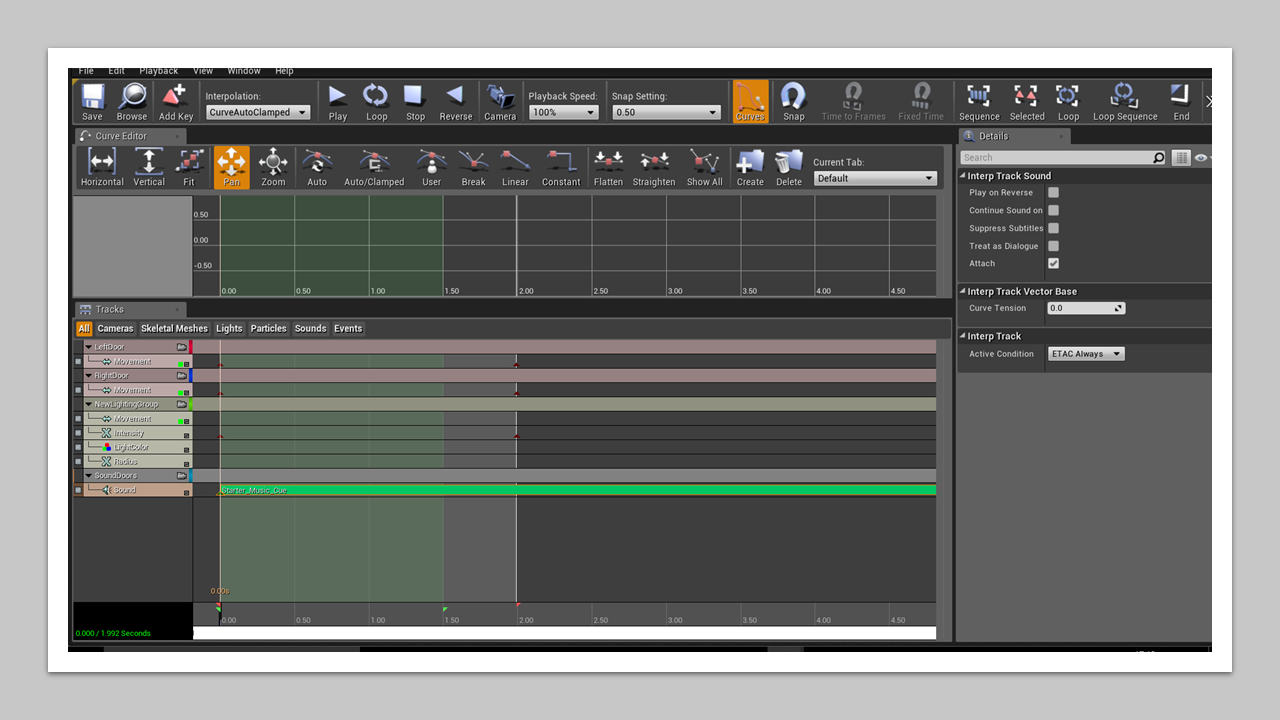 File Edit Playback View Window Help
Interpolation:
CurveAutoClamped
Playback Speed:
100%
Snap Setting:
0.50
Save Browse Add Key Play Loop Stop Reverse Camera Curves Snap Time to Frames Fixed Time Sequence Selected Loop Loop Sequence End
Curve Editor
Horizontal Vertical Fit Pan Zoom Auto Auto/Clamped User Break Linear Constant Flatten Straighten Show All Create Delete
Current Tab:
Default
0.50
0.00
-0.50
0.00 0.50 1.00 1.50 2.00 2.50 3.00 3.50 4.00 4.50
Tracks
All Cameras Skeletal Meshes Lights Particles Sounds Events
LeftDoor
Movement
RightDoor
Movement
NewLightingGroup
Movement
Intensity
LightColor
Radius
SoundDoors
Sound Starter_Music_Cue
0.00s
0.00 0.50 1.00 1.50 2.00 2.50 3.00 3.50 4.00 4.50
0.000 / 1.992 Seconds
Details
Search
Interp Track Sound
Play on Reverse
Continue Sound on
Suppress Subtitles
Treat as Dialogue
Attach
Interp Track Vector Base
Curve Tension 0.0
Interp Track
Active Condition ETAC Always